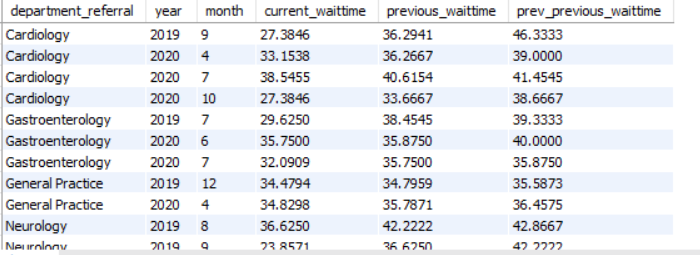 department_referral year month current_waittime previous_waittime prev_previous_waittime
Cardiology 2019 9 27.3846 36.2941 46.3333
Cardiology 2020 4 33.1538 36.2667 39.0000
Cardiology 2020 7 38.5455 40.6154 41.4545
Cardiology 2020 10 27.3846 33.6667 38.6667
Gastroenterology 2019 7 29.6250 38.4545 39.3333
Gastroenterology 2020 6 35.7500 35.8750 40.0000
Gastroenterology 2020 7 32.0909 35.7500 35.8750
General Practice 2019 12 34.4794 34.7959 35.5873
General Practice 2020 4 34.8298 35.7871 36.4575
Neurology 2019 8 36.6250 42.2222 42.8667
Neurology 2019 9 23.8571 36.6250 42.2222